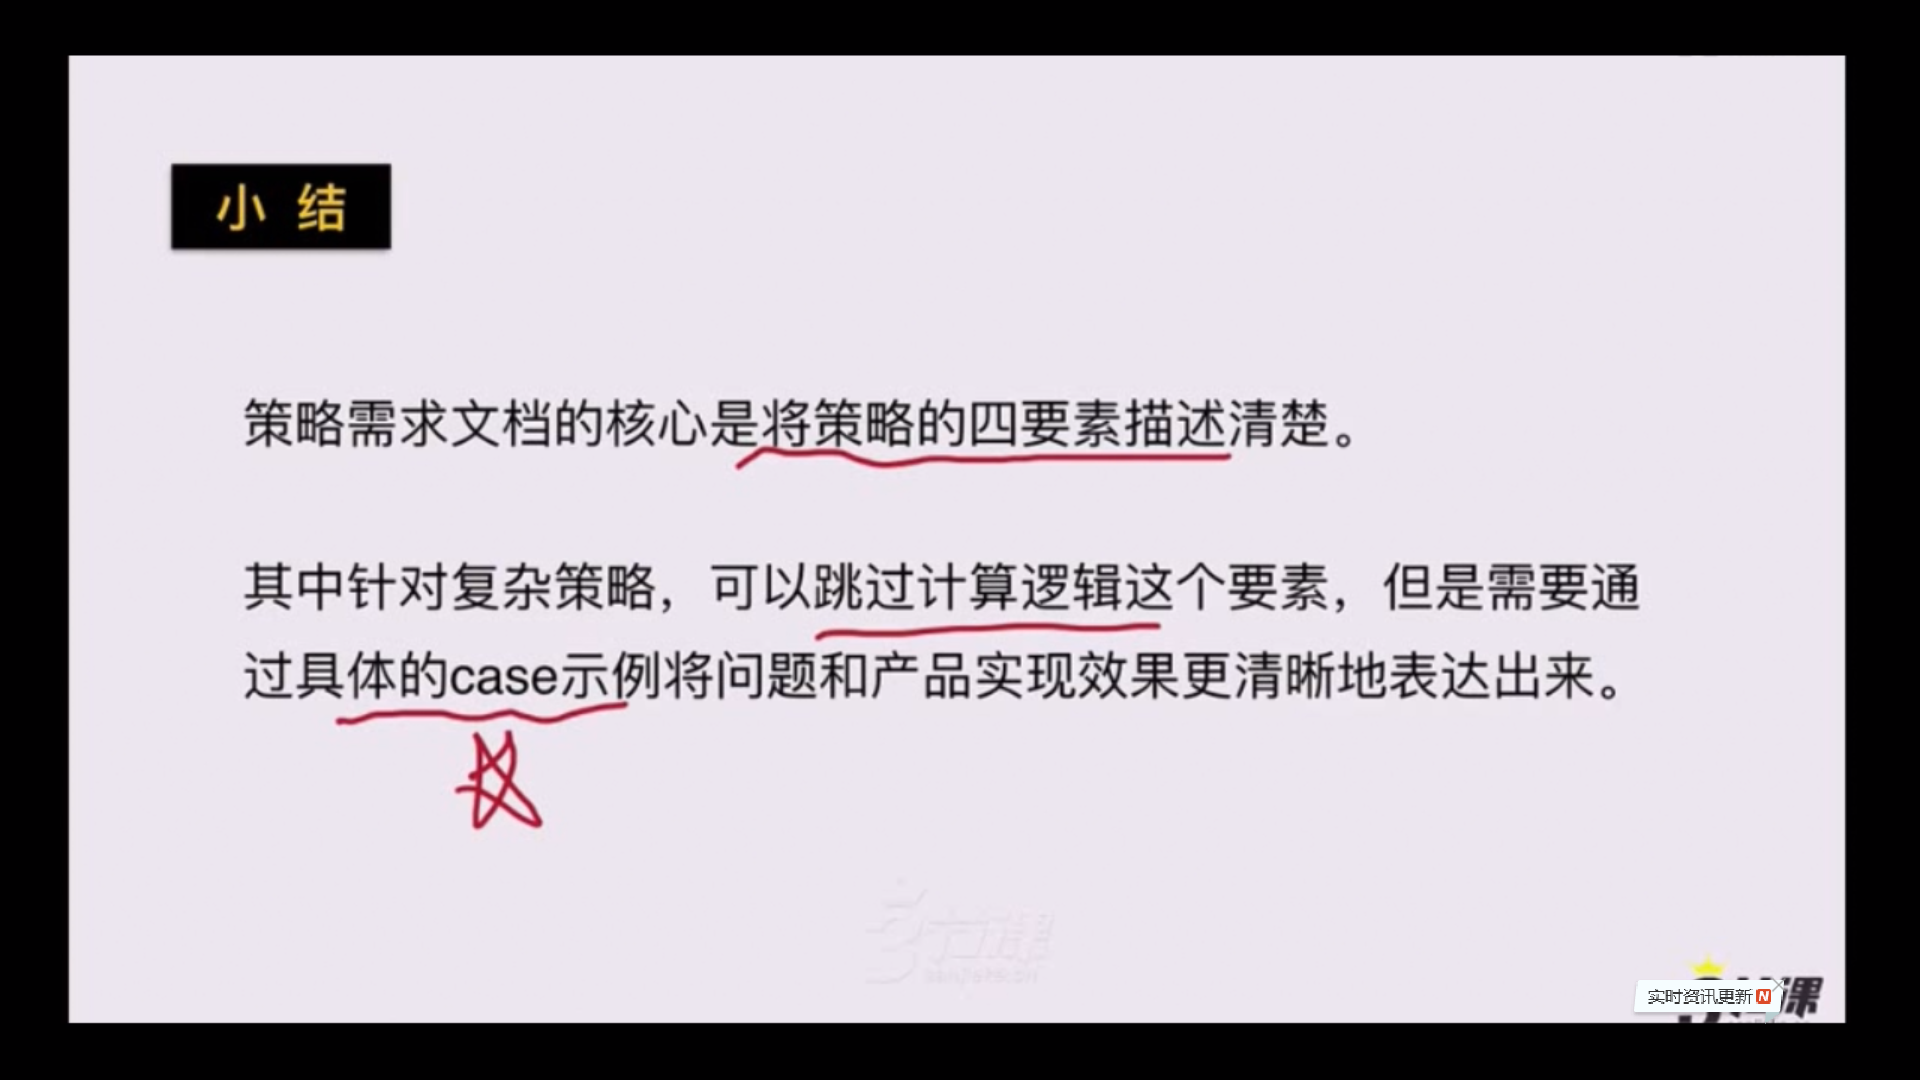 小 结
策略需求文档的核心是将策略的四要素描述清楚。
其中针对复杂策略，可以跳过计算逻辑这个要素，但是需要通
过具体的case示例将问题和产品实现效果更清晰地表达出来。
实时资讯更新N
课